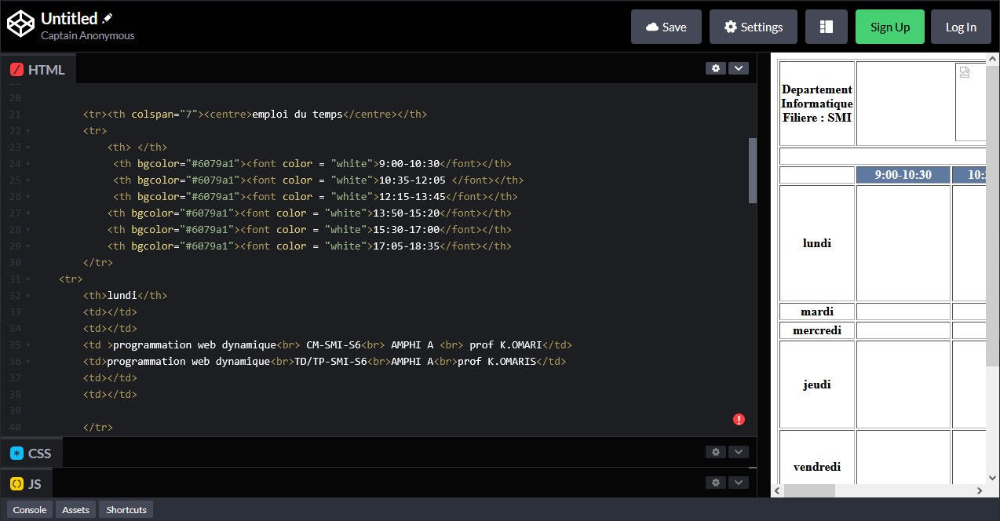 Untitled
Captain Anonymous
Save
Settings
Sign Up
Log In
HTML
20
21 <tr><th colspan="7"><centre>emploi du temps</centre></th>
22 <tr>
23 <th> </th>
24 <th bgcolor="#6079a1"><font color = "white">9:00-10:30</font></th>
25 <th bgcolor="#6079a1"><font color = "white">10:35-12:05 </font></th>
26 <th bgcolor="#6079a1"><font color = "white">12:15-13:45</font></th>
27 <th bgcolor="#6079a1"><font color = "white">13:50-15:20</font></th>
28 <th bgcolor="#6079a1"><font color = "white">15:30-17:00</font></th>
29 <th bgcolor="#6079a1"><font color = "white">17:05-18:35</font></th>
30 </tr>
31 <tr>
32 <th>lundi</th>
33 <td></td>
34 <td></td>
35 <td >programmation web dynamique<br> CM-SMI-S6<br> AMPHI A <br> prof K.OMARI</td>
36 <td>programmation web dynamique<br>TD/TP-SMI-S6<br>AMPHI A<br>prof K.OMARIS</td>
37 <td></td>
38 <td></td>
39
40 </tr>
CSS
JS
Console
Assets
Shortcuts
Departement
Informatique
Filiere : SMI
9:00-10:30 10:
lundi
mardi
mercredi
jeudi
vendredi